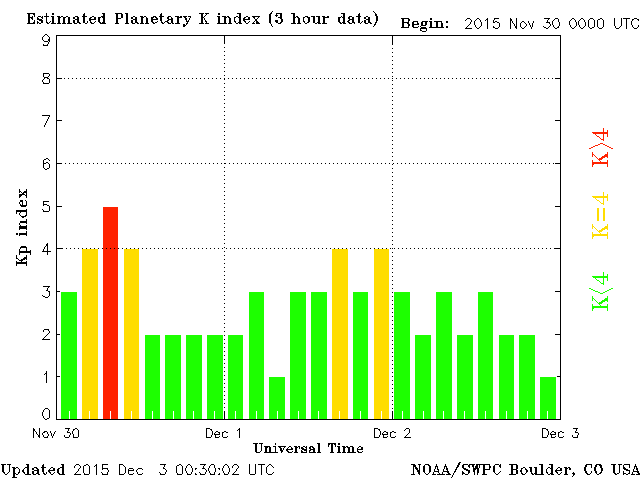 Estimated Planetary K index (3 hour data) Begin: 2015 Nov 30 0000 UTC
9
8
7
6
5
4
3
2
1
0
Kp index
K>4
K=4
K<4
Nov 30 Dec 1 Dec 2 Dec 3
Universal Time
Updated 2015 Dec 3 00:30:02 UTC NOAA/SWPC Boulder, CO USA